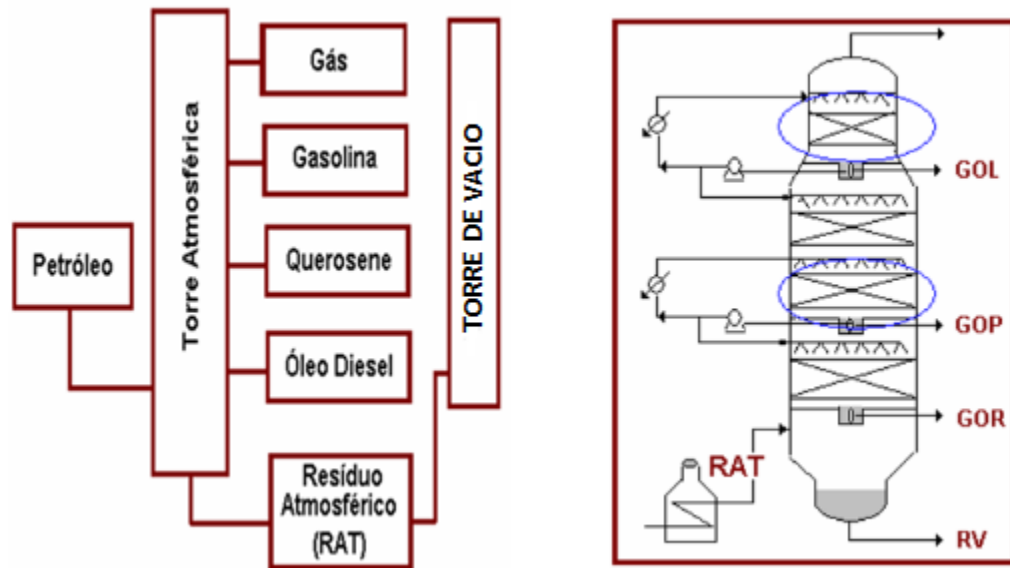 Petróleo
Torre Atmosférica
Gás
Gasolina
Querosene
Óleo Diesel
Resíduo
Atmosférico
(RAT)
TORRE DE VACIO
GOL
GOP
GOR
RAT
RV